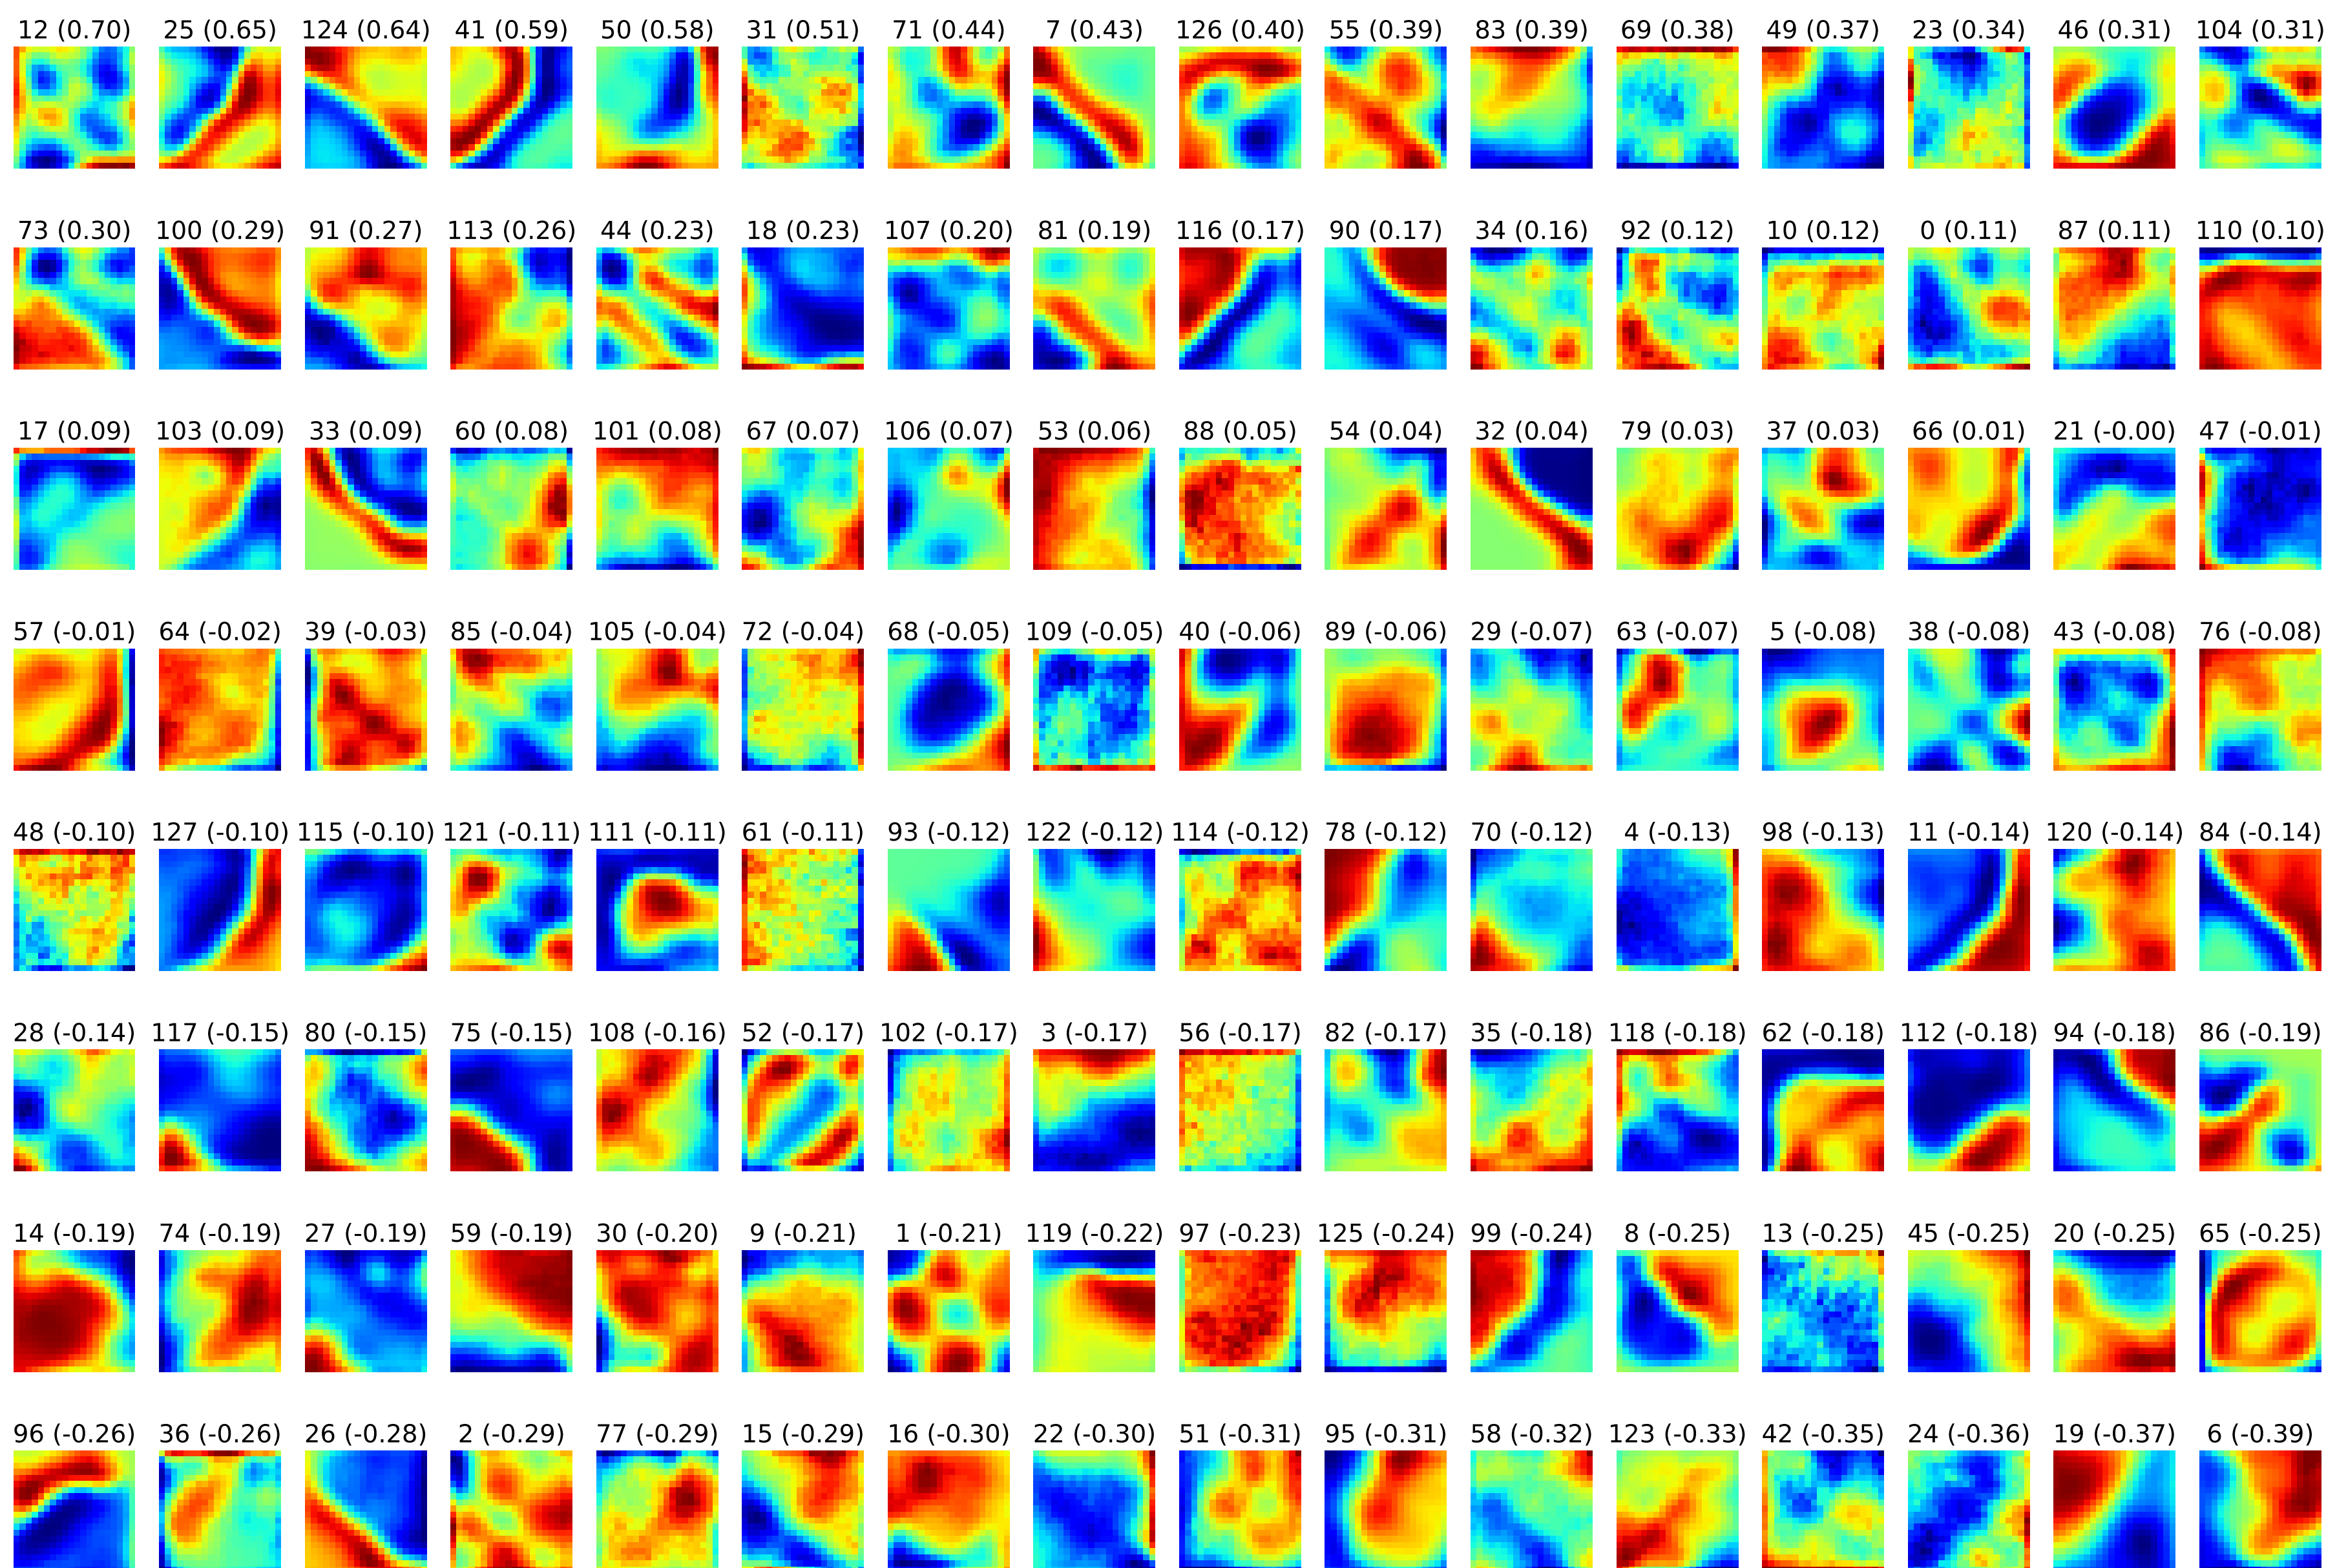 12 (0.70) 25 (0.65) 124 (0.64) 41 (0.59) 50 (0.58) 31 (0.51) 71 (0.44) 7 (0.43) 126 (0.40) 55 (0.39) 83 (0.39) 69 (0.38) 49 (0.37) 23 (0.34) 46 (0.31) 104 (0.31)
73 (0.30) 100 (0.29) 91 (0.27) 113 (0.26) 44 (0.23) 18 (0.23) 107 (0.20) 81 (0.19) 116 (0.17) 90 (0.17) 34 (0.16) 92 (0.12) 10 (0.12) 0 (0.11) 87 (0.11) 110 (0.10)
17 (0.09) 103 (0.09) 33 (0.09) 60 (0.08) 101 (0.08) 67 (0.07) 106 (0.07) 53 (0.06) 88 (0.05) 54 (0.04) 32 (0.04) 79 (0.03) 37 (0.03) 66 (0.01) 21 (-0.00) 47 (-0.01)
57 (-0.01) 64 (-0.02) 39 (-0.03) 85 (-0.04) 105 (-0.04) 72 (-0.04) 68 (-0.05) 109 (-0.05) 40 (-0.06) 89 (-0.06) 29 (-0.07) 63 (-0.07) 5 (-0.08) 38 (-0.08) 43 (-0.08) 76 (-0.08)
48 (-0.10) 127 (-0.10) 115 (-0.10) 121 (-0.11) 111 (-0.11) 61 (-0.11) 93 (-0.12) 122 (-0.12) 114 (-0.12) 78 (-0.12) 70 (-0.12) 4 (-0.13) 98 (-0.13) 11 (-0.14) 120 (-0.14) 84 (-0.14)
28 (-0.14) 117 (-0.15) 80 (-0.15) 75 (-0.15) 108 (-0.16) 52 (-0.17) 102 (-0.17) 3 (-0.17) 56 (-0.17) 82 (-0.17) 35 (-0.18) 118 (-0.18) 62 (-0.18) 112 (-0.18) 94 (-0.18) 86 (-0.19)
14 (-0.19) 74 (-0.19) 27 (-0.19) 59 (-0.19) 30 (-0.20) 9 (-0.21) 1 (-0.21) 119 (-0.22) 97 (-0.23) 125 (-0.24) 99 (-0.24) 8 (-0.25) 13 (-0.25) 45 (-0.25) 20 (-0.25) 65 (-0.25)
96 (-0.26) 36 (-0.26) 26 (-0.28) 2 (-0.29) 77 (-0.29) 15 (-0.29) 16 (-0.30) 22 (-0.30) 51 (-0.31) 95 (-0.31) 58 (-0.32) 123 (-0.33) 42 (-0.35) 24 (-0.36) 19 (-0.37) 6 (-0.39)